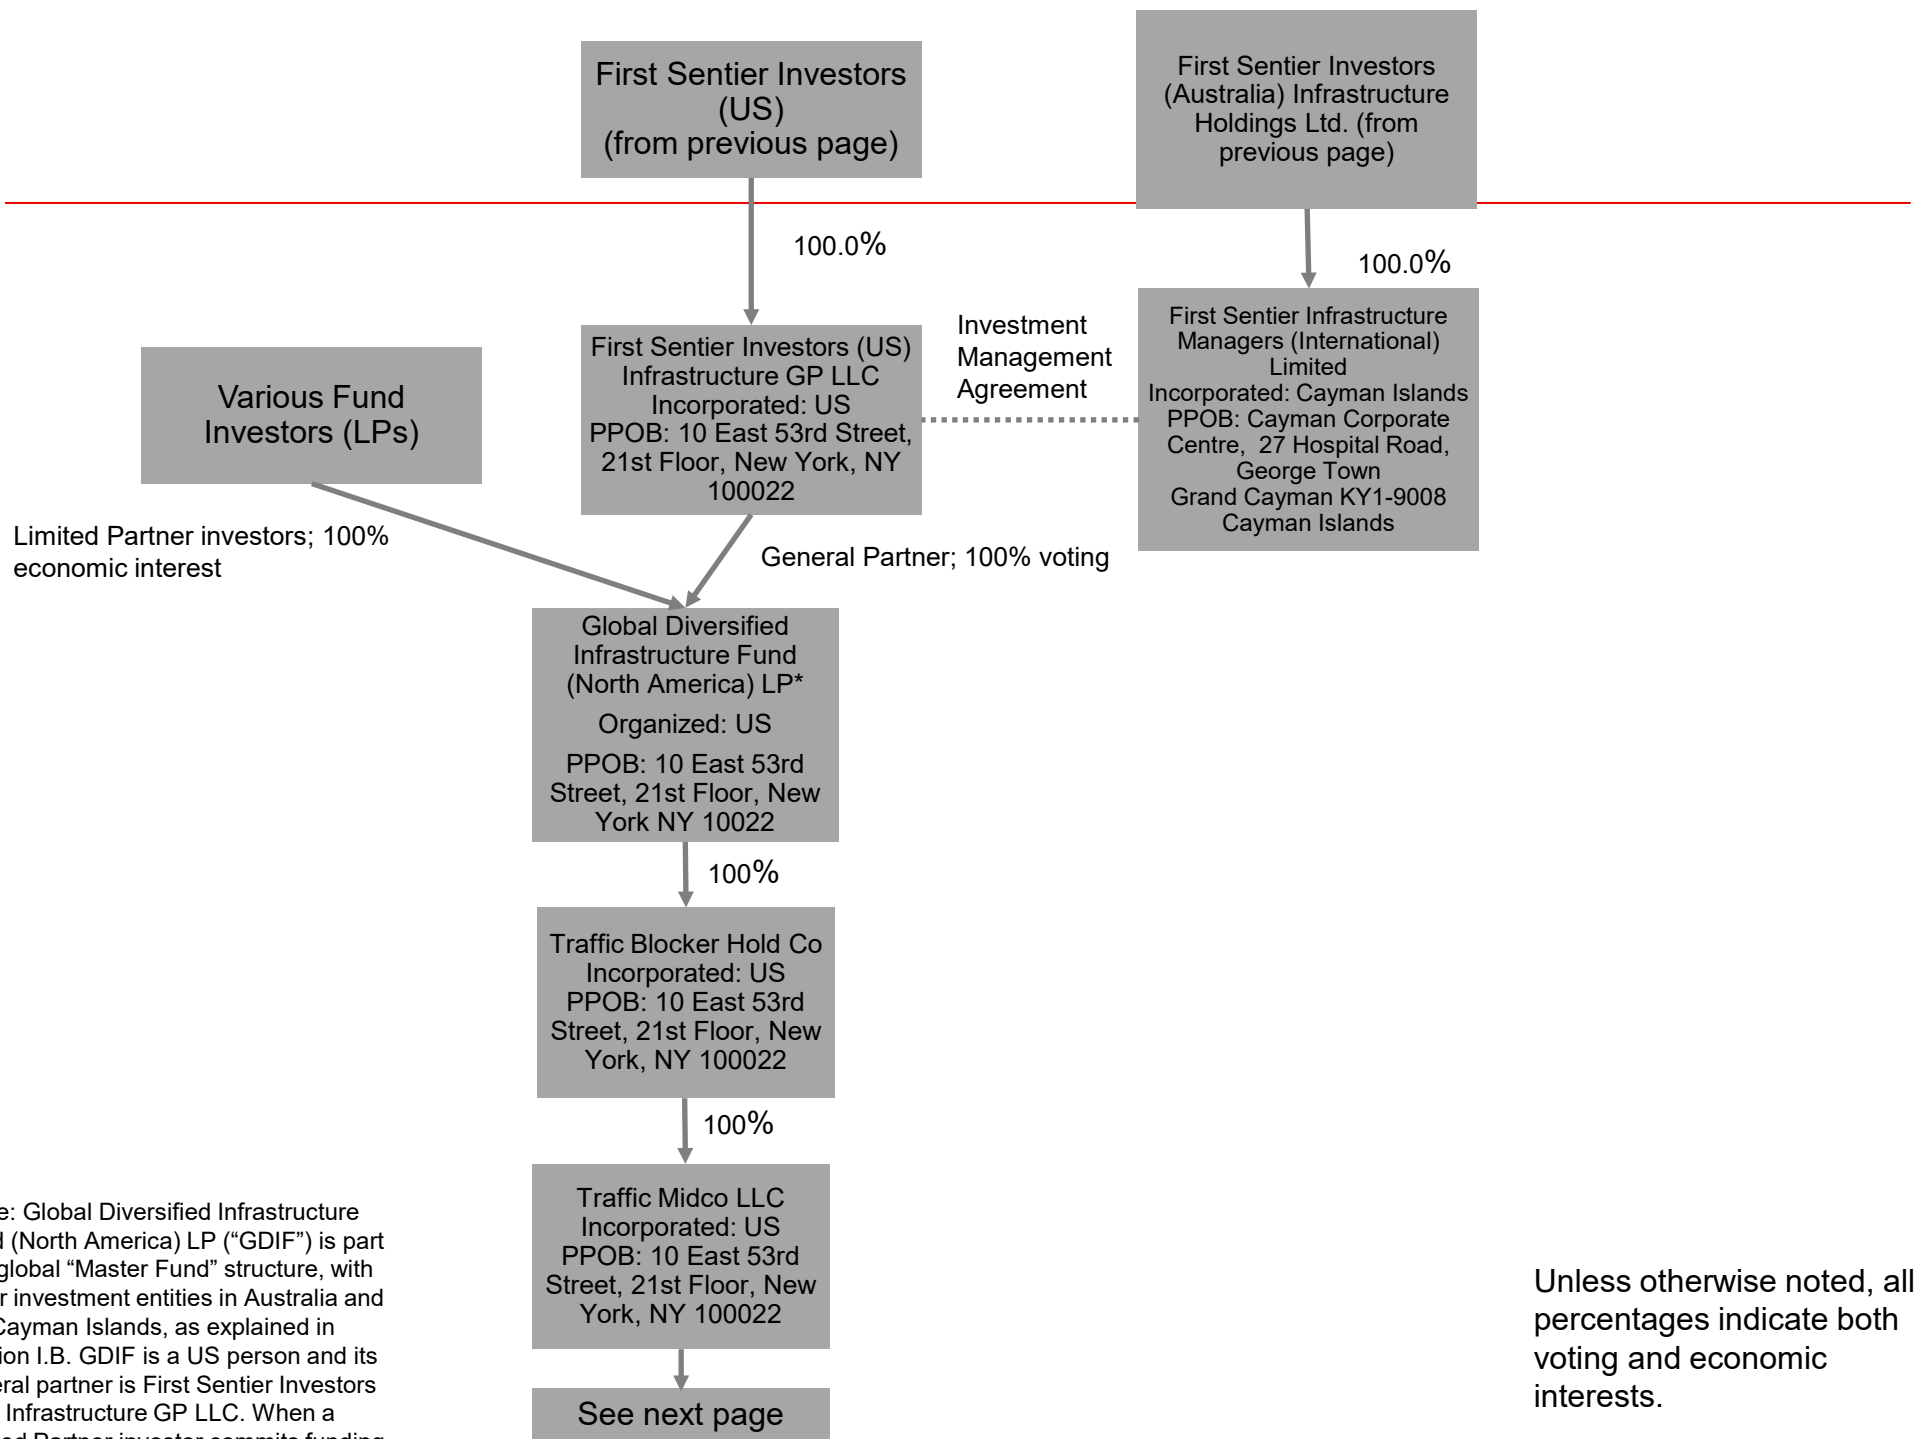 First Sentier Investors
(US)
(from previous page)
First Sentier Investors
(Australia) Infrastructure
Holdings Ltd. (from
previous page)
100.0%
100.0%
Various Fund
Investors (LPs)
First Sentier Investors (US)
Infrastructure GP LLC
Incorporated: US
PPOB: 10 East 53rd Street,
21st Floor, New York, NY
100022
Investment
Management
Agreement
First Sentier Infrastructure
Managers (International)
Limited
Incorporated: Cayman Islands
PPOB: Cayman Corporate
Centre, 27 Hospital Road,
George Town
Grand Cayman KY1-9008
Cayman Islands
Limited Partner investors; 100%
economic interest
General Partner; 100% voting
Global Diversified
Infrastructure Fund
(North America) LP*
Organized: US
PPOB: 10 East 53rd
Street, 21st Floor, New
York NY 10022
100%
Traffic Blocker Hold Co
Incorporated: US
PPOB: 10 East 53rd
Street, 21st Floor, New
York, NY 100022
100%
Traffic Midco LLC
Incorporated: US
PPOB: 10 East 53rd
Street, 21st Floor, New
York, NY 100022
See next page
: Global Diversified Infrastructure
(North America) LP (“GDIF”) is part
global “Master Fund” structure, with
investment entities in Australia and
Cayman Islands, as explained in
I.B. GDIF is a US person and its
partner is First Sentier Investors
Infrastructure GP LLC. When a
Partner investor commits funding
Unless otherwise noted, all
percentages indicate both
voting and economic
interests.